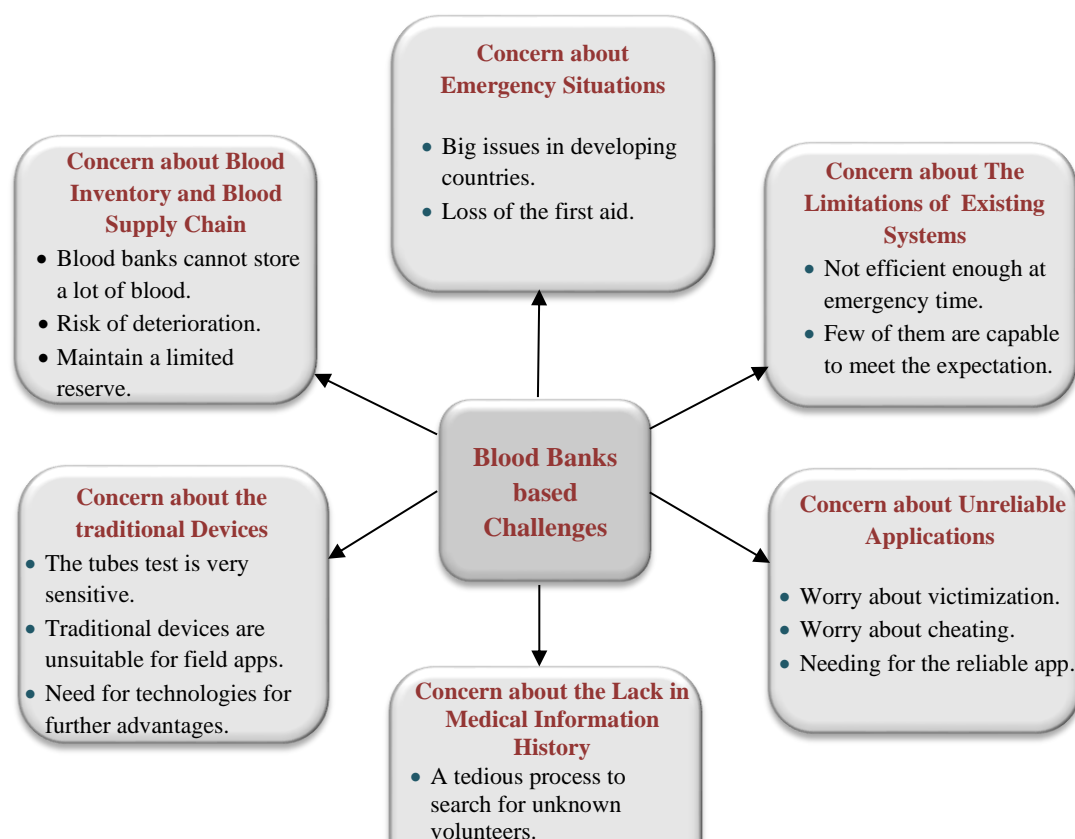 Concern about
Emergency Situations
• Big issues in developing
countries.
• Loss of the first aid.
Concern about Blood
Inventory and Blood
Supply Chain
• Blood banks cannot store
a lot of blood.
• Risk of deterioration.
• Maintain a limited
reserve.
Concern about The
Limitations of Existing
Systems
• Not efficient enough at
emergency time.
• Few of them are capable
to meet the expectation.
Blood Banks
based
Challenges
Concern about the
traditional Devices
• The tubes test is very
sensitive.
• Traditional devices are
unsuitable for field apps.
• Need for technologies for
further advantages.
Concern about Unreliable
Applications
• Worry about victimization.
• Worry about cheating.
• Needing for the reliable app.
Concern about the Lack in
Medical Information
History
• A tedious process to
search for unknown
volunteers.